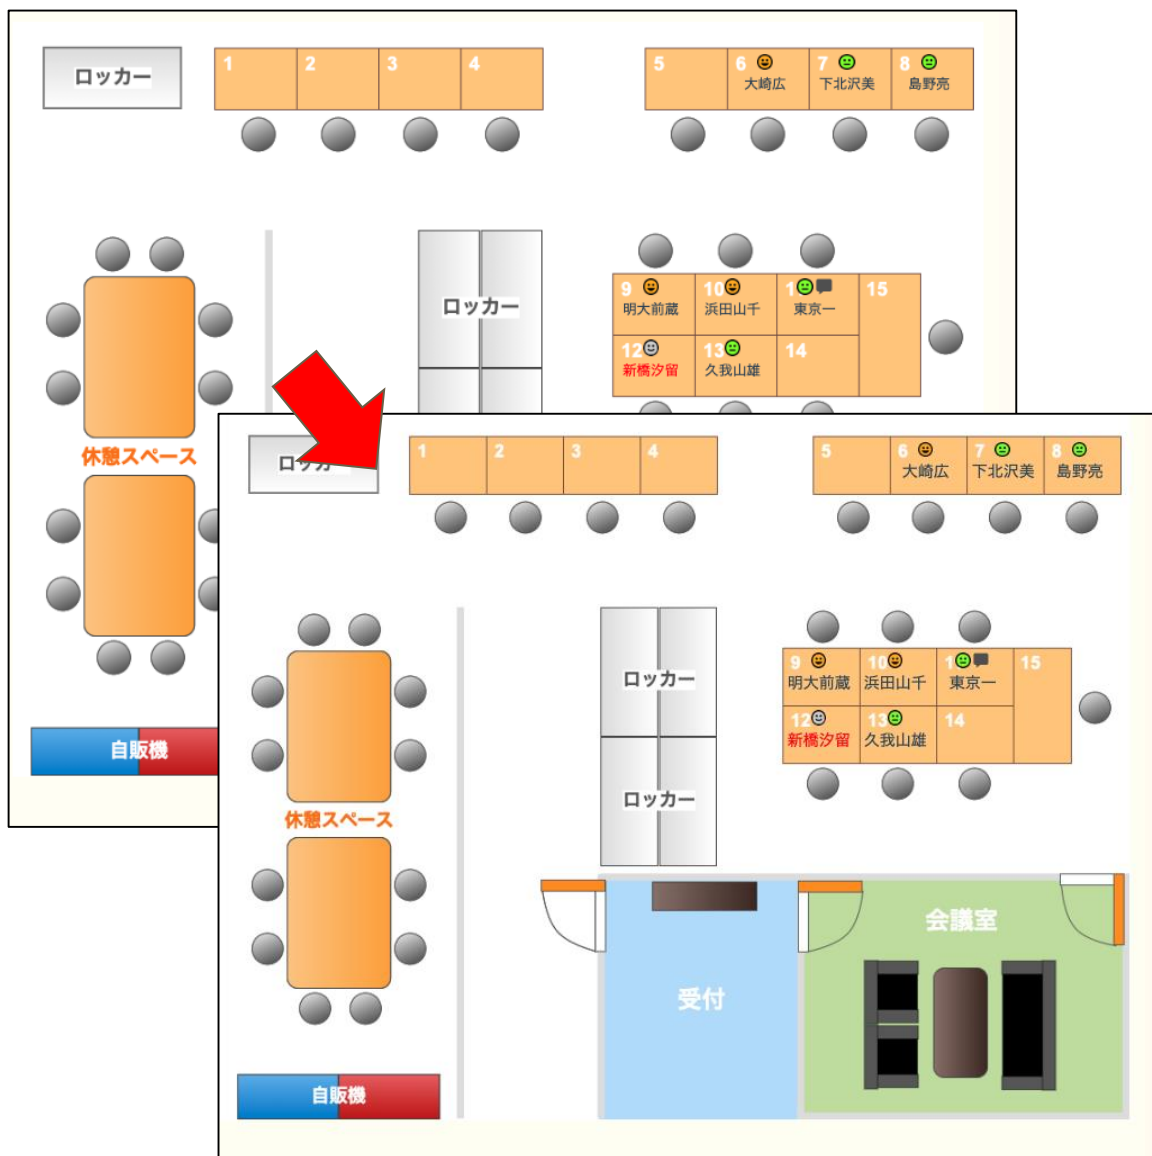 ロッカー
1 2 3 4
5 6 7 8
大崎広 下北沢美 島野亮
ロッカー
9 10 1 15
明大前蔵 浜田山千 東京一
12 13 14
新橋汐留 久我山雄
休憩スペース
自販機
ロッカー
1 2 3 4
5 6 7 8
大崎広 下北沢美 島野亮
ロッカー
9 10 1 15
明大前蔵 浜田山千 東京一
12 13 14
新橋汐留 久我山雄
ロッカー
休憩スペース
会議室
受付
自販機